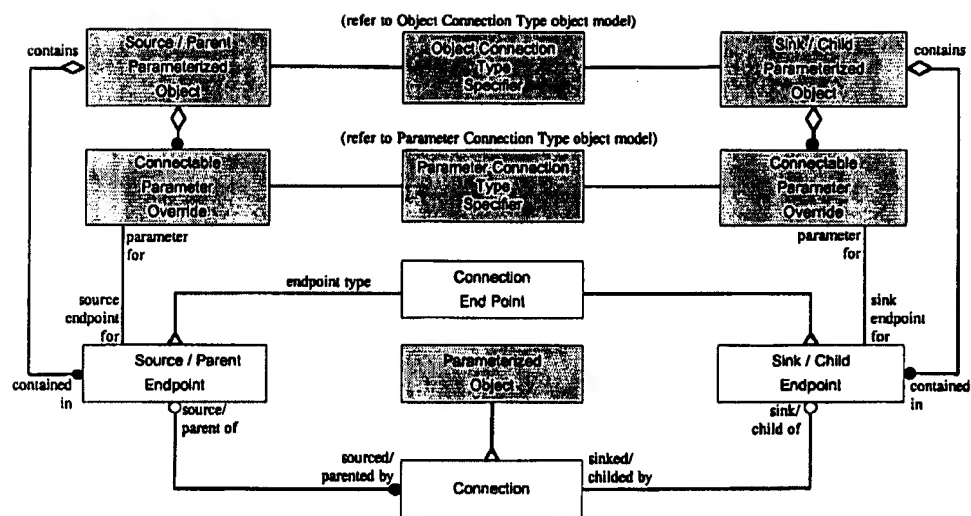 (refer to Object Connection Type object model)
contains
Source / Parent
Parameterized
Object
Object Connection
Type
Specifier
Sink / Child
Parameterized
Object
contains
(refer to Parameter Connection Type object model)
Connectable
Parameter
Override
Parameter Connection
Type
Specifier
Connectable
Parameter
Override
parameter
for
parameter
for
endpoint type
Connection
End Point
source
endpoint
for
sink
endpoint
for
Source / Parent
Endpoint
Parameterized
Object
Sink / Child
Endpoint
contained
in
contained
in
source/
parent of
sink/
child of
sourced/
parented by
Connection
sinked/
childed by